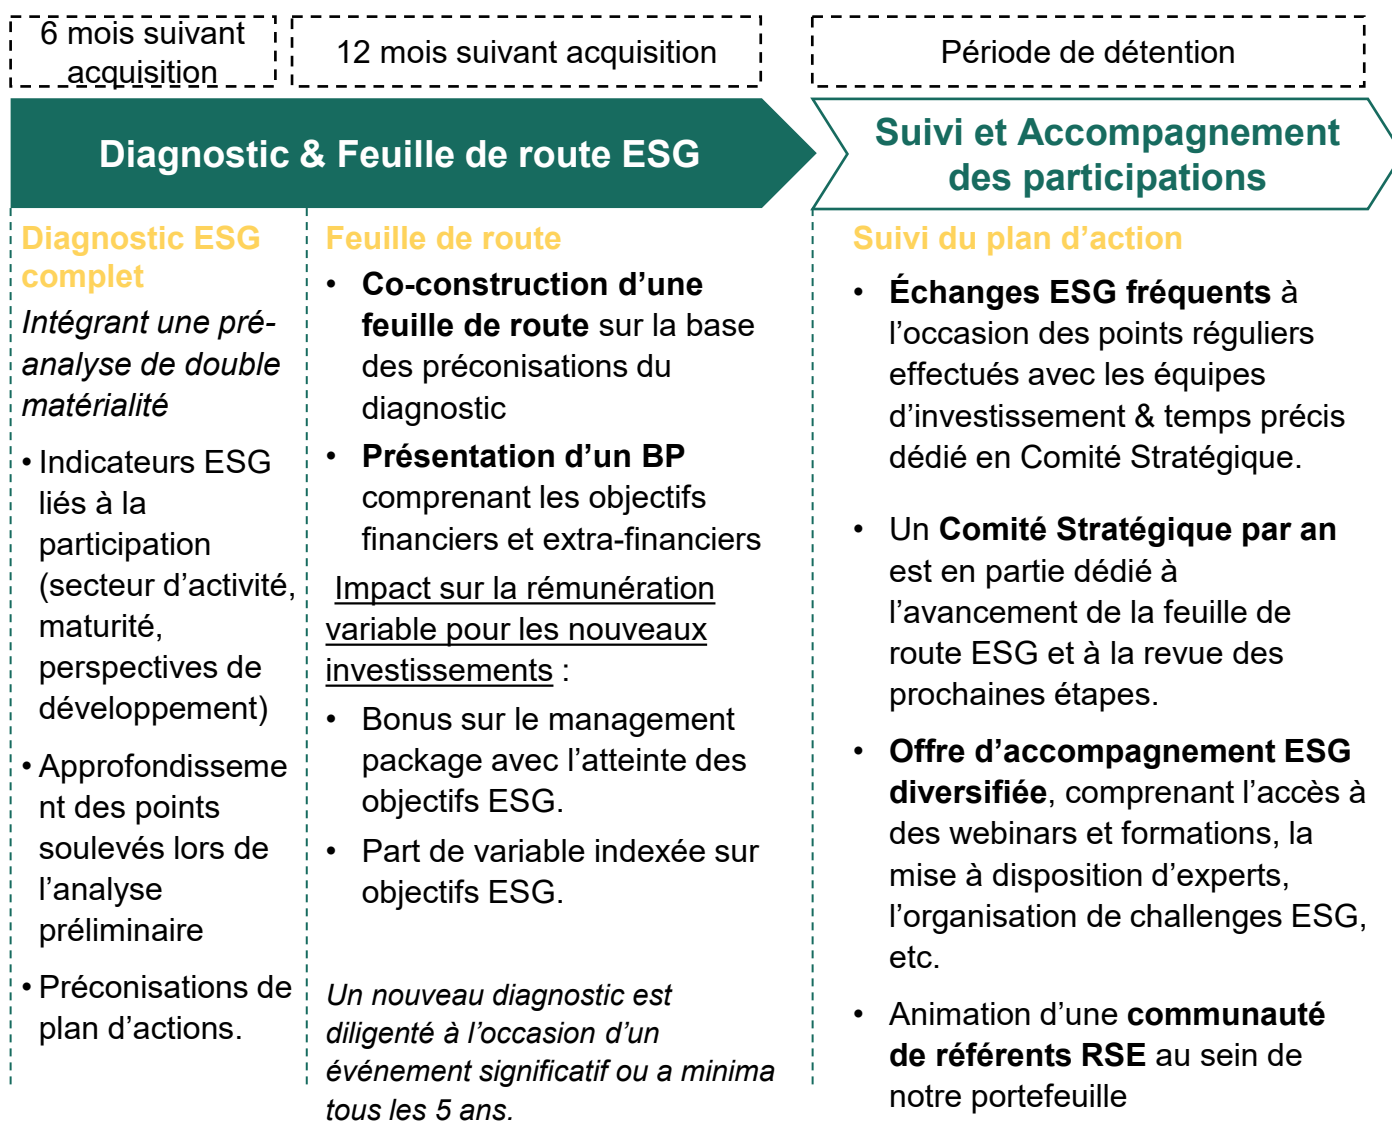 6 mois suivant
acquisition
12 mois suivant acquisition
Période de détention
Diagnostic & Feuille de route ESG
Suivi et Accompagnement
des participations
Diagnostic ESG
complet
Intégrant une pré-
analyse de double
matérialité
• Indicateurs ESG
liés à la
participation
(secteur d’activité,
maturité,
perspectives de
développement)
• Approfondisseme
nt des points
soulevés lors de
l’analyse
préliminaire
• Préconisations de
plan d’actions.
Feuille de route
• Co-construction d’une
feuille de route sur la base
des préconisations du
diagnostic
• Présentation d’un BP
comprenant les objectifs
financiers et extra-financiers
Impact sur la rémunération
variable pour les nouveaux
investissements :
• Bonus sur le management
package avec l’atteinte des
objectifs ESG.
• Part de variable indexée sur
objectifs ESG.
Un nouveau diagnostic est
diligenté à l’occasion d’un
événement significatif ou a minima
tous les 5 ans.
Suivi du plan d’action
• Échanges ESG fréquents à
l’occasion des points réguliers
effectués avec les équipes
d’investissement & temps précis
dédié en Comité Stratégique.
• Un Comité Stratégique par an
est en partie dédié à
l’avancement de la feuille de
route ESG et à la revue des
prochaines étapes.
• Offre d’accompagnement ESG
diversifiée, comprenant l’accès à
des webinars et formations, la
mise à disposition d’experts,
l’organisation de challenges ESG,
etc.
• Animation d’une communauté
de référents RSE au sein de
notre portefeuille